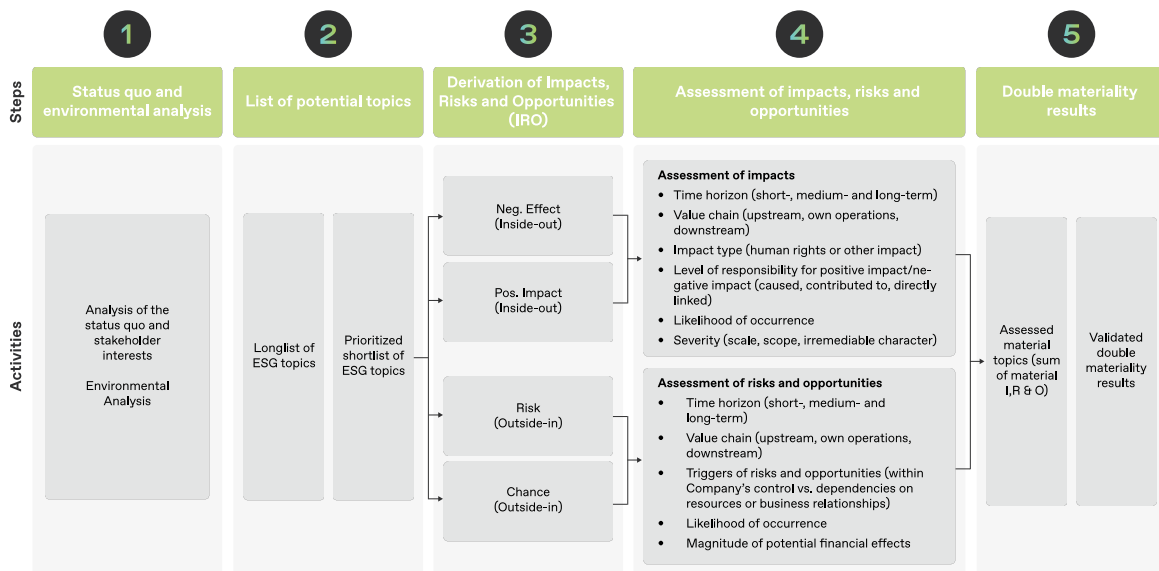 1
2
3
4
5
Steps
Status quo and
environmental analysis
List of potential topics
Derivation of Impacts,
Risks and Opportunities
(IRO)
Assessment of impacts, risks and
opportunities
Double materiality
results
Activities
Analysis of the
status quo and
stakeholder
interests
Environmental
Analysis
Longlist of
ESG topics
Prioritized
shortlist of
ESG topics
Neg. Effect
(Inside-out)
Pos. Impact
(Inside-out)
Risk
(Outside-in)
Chance
(Outside-in)
Assessment of impacts
• Time horizon (short-, medium- and long-term)
• Value chain (upstream, own operations,
downstream)
• Impact type (human rights or other impact)
• Level of responsibility for positive impact/ne-
gative impact (caused, contributed to, directly
linked)
• Likelihood of occurrence
• Severity (scale, scope, irremediable character)
Assessment of risks and opportunities
• Time horizon (short-, medium- and
long-term)
• Value chain (upstream, own operations,
downstream)
• Triggers of risks and opportunities (within
Company's control vs. dependencies on
resources or business relationships)
• Likelihood of occurrence
• Magnitude of potential financial effects
Assessed
material
topics (sum
of material
I,R & O)
Validated
double
materiality
results